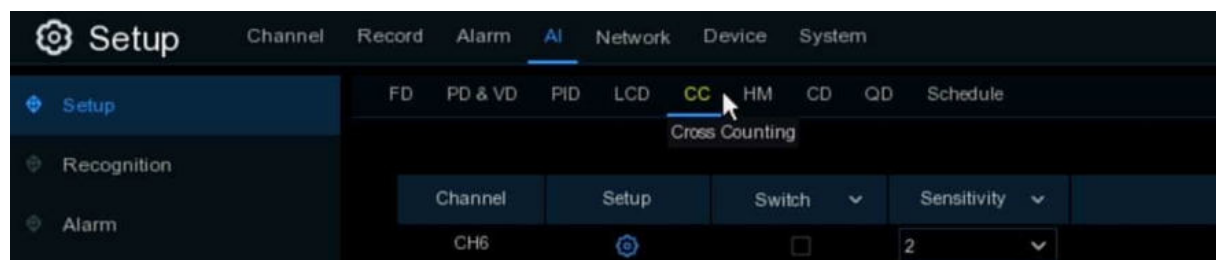 Setup Channel Record Alarm AI Network Device System
Setup FD PD & VD PID LCD CC HM CD QD Schedule
Cross Counting
Recognition
Channel Setup Switch Sensitivity
Alarm
CH6 2